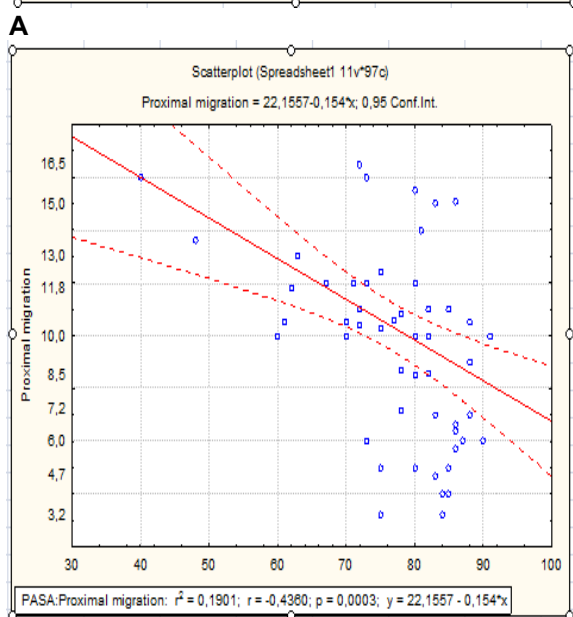 A
Scatterplot (Spreadsheet1 11v*97c)
Proximal migration = 22,1557-0,154*x; 0,95 Conf.Int.
16,5
15,0
13,0
11,8
10,0
8,5
7,2
6,0
4,7
3,2
Proximal migration
30 40 50 60 70 80 90 100
PASA:Proximal migration: r² = 0,1901; r = -0,4360; p = 0,0003; y = 22,1557 - 0,154*x